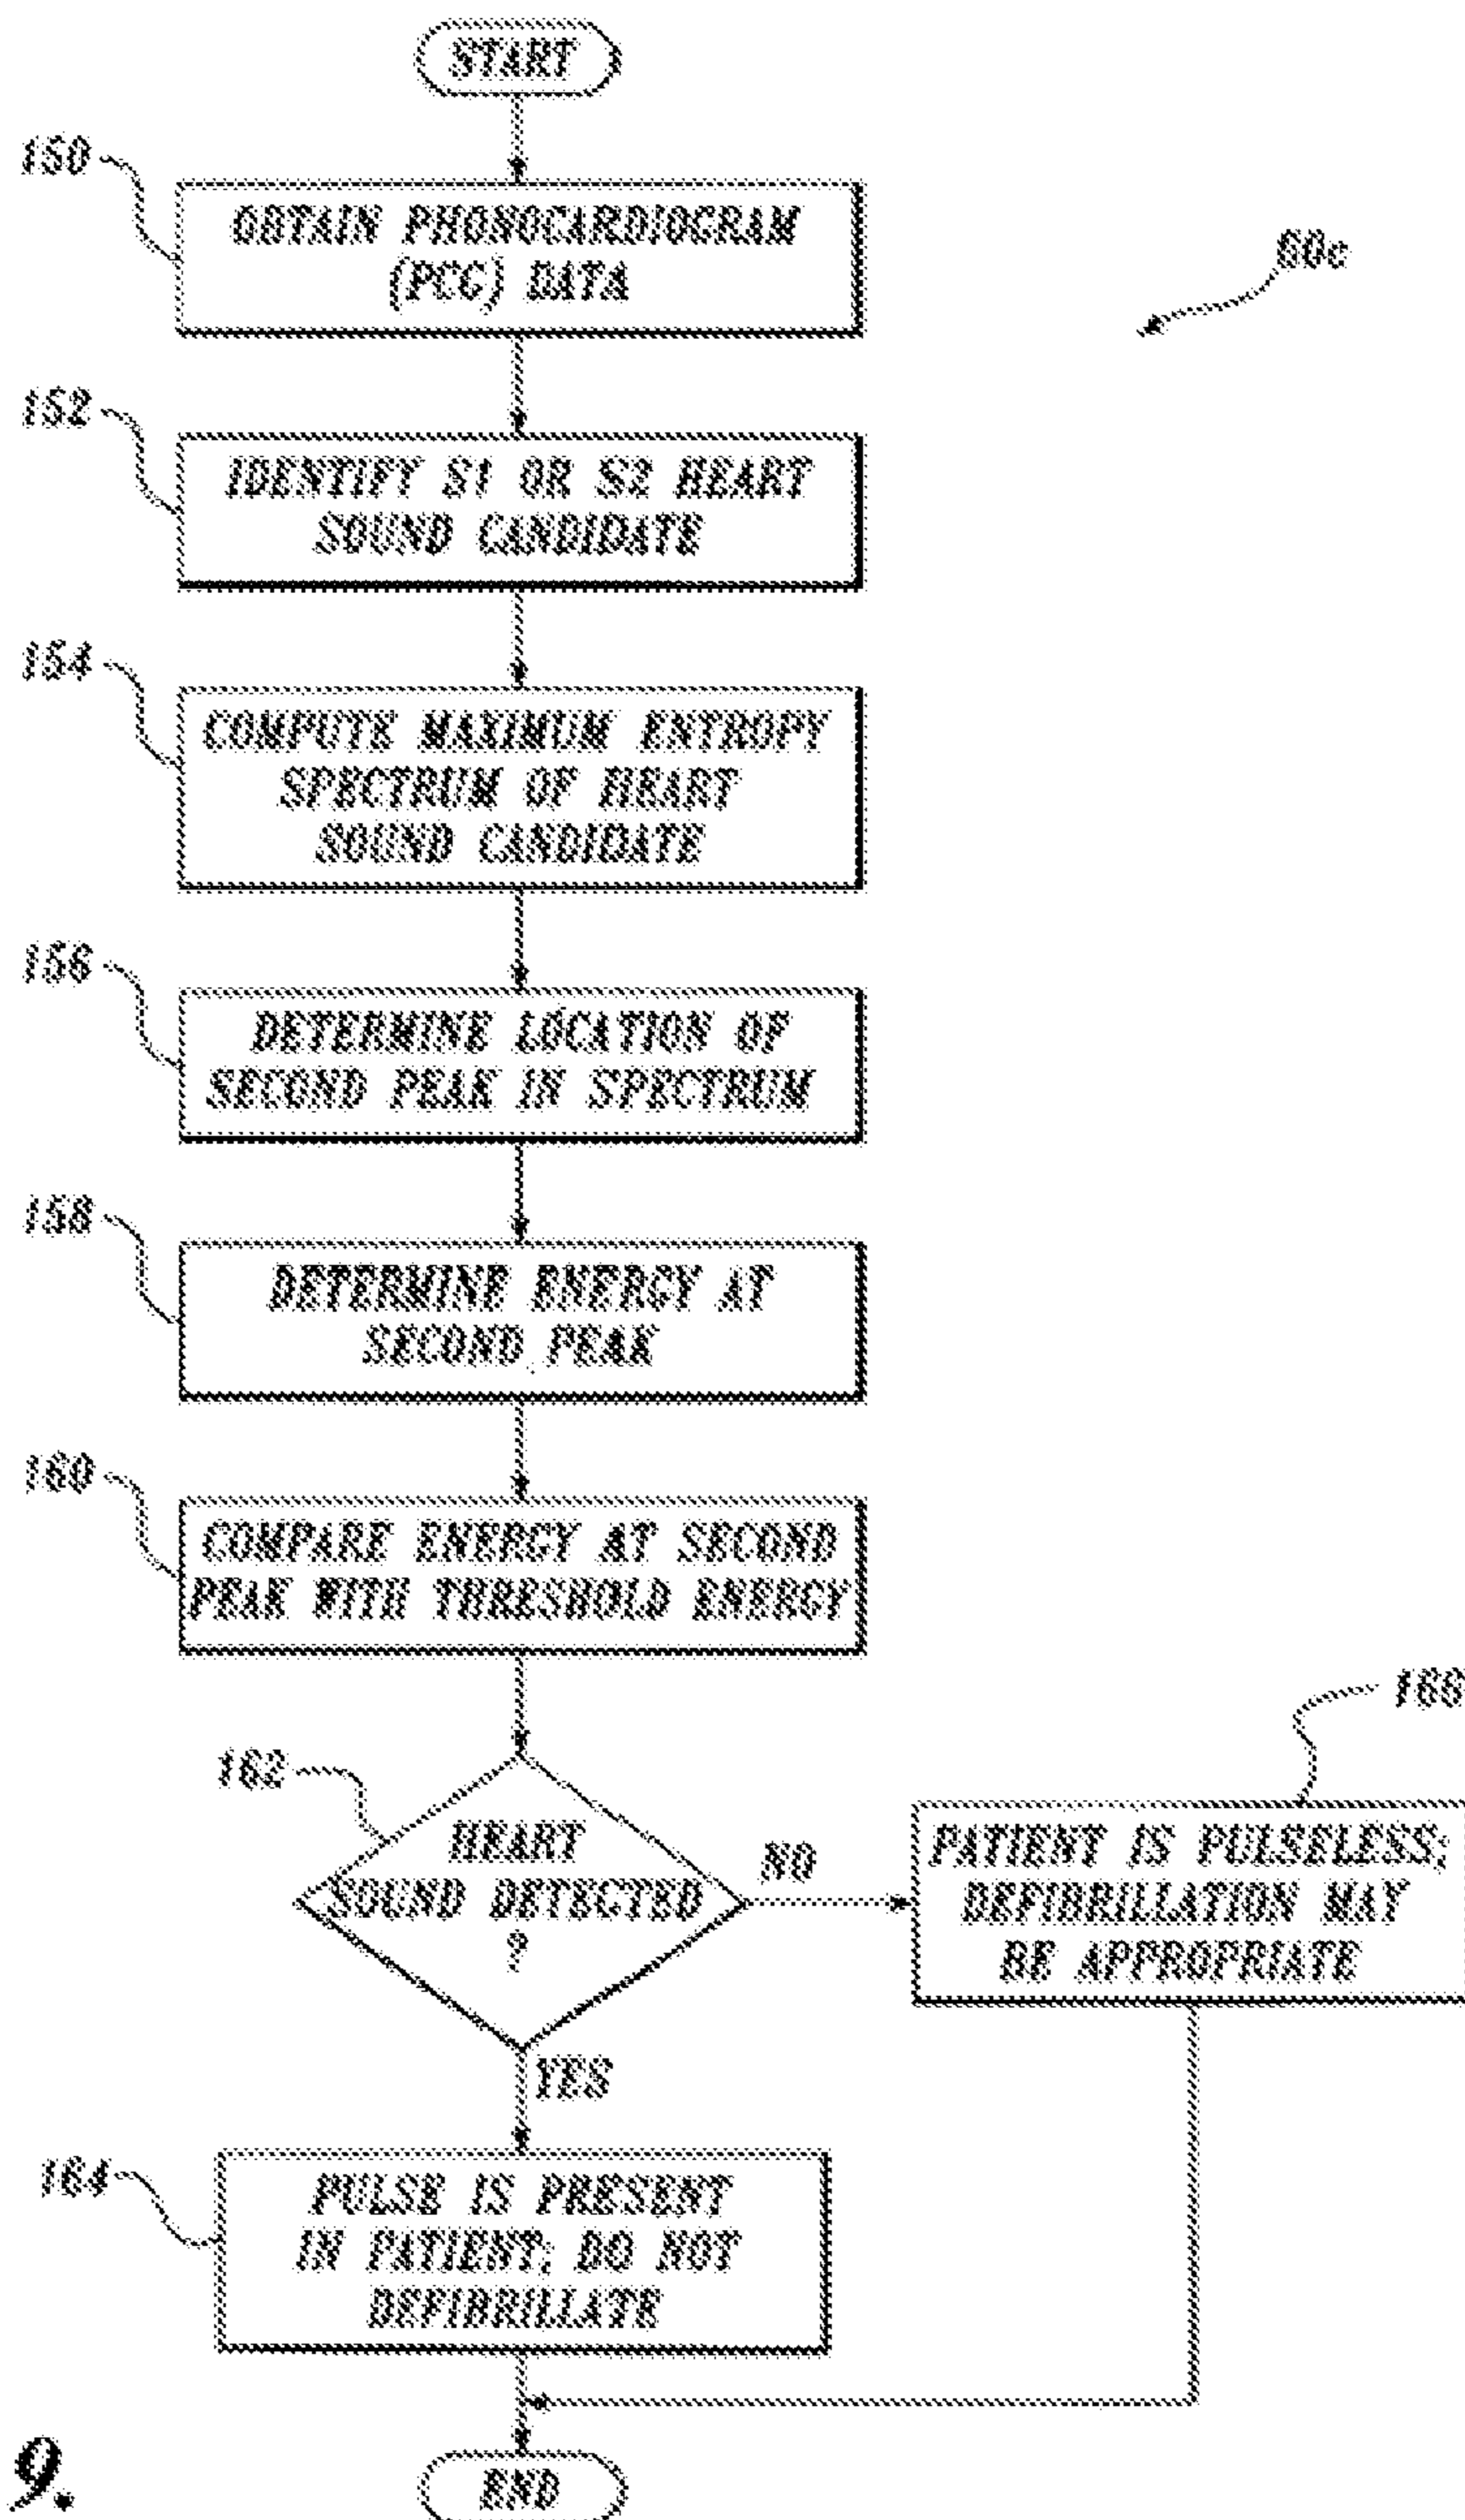 START
150
OBTAIN PHONOCARDIOGRAM
(PCG) DATA
60c
152
IDENTIFY S1 OR S2 HEART
SOUND CANDIDATE
154
COMPUTE MAXIMUM ENTROPY
SPECTRUM OF HEART
SOUND CANDIDATE
156
DETERMINE LOCATION OF
SECOND PEAK IN SPECTRUM
158
DETERMINE ENERGY AT
SECOND PEAK
160
COMPARE ENERGY AT SECOND
PEAK WITH THRESHOLD ENERGY
162
HEART
SOUND DETECTED
?
NO
166
PATIENT IS PULSELESS;
DEFIBRILLATION MAY
BE APPROPRIATE
YES
164
PULSE IS PRESENT
IN PATIENT; DO NOT
DEFIBRILLATE
END
9.